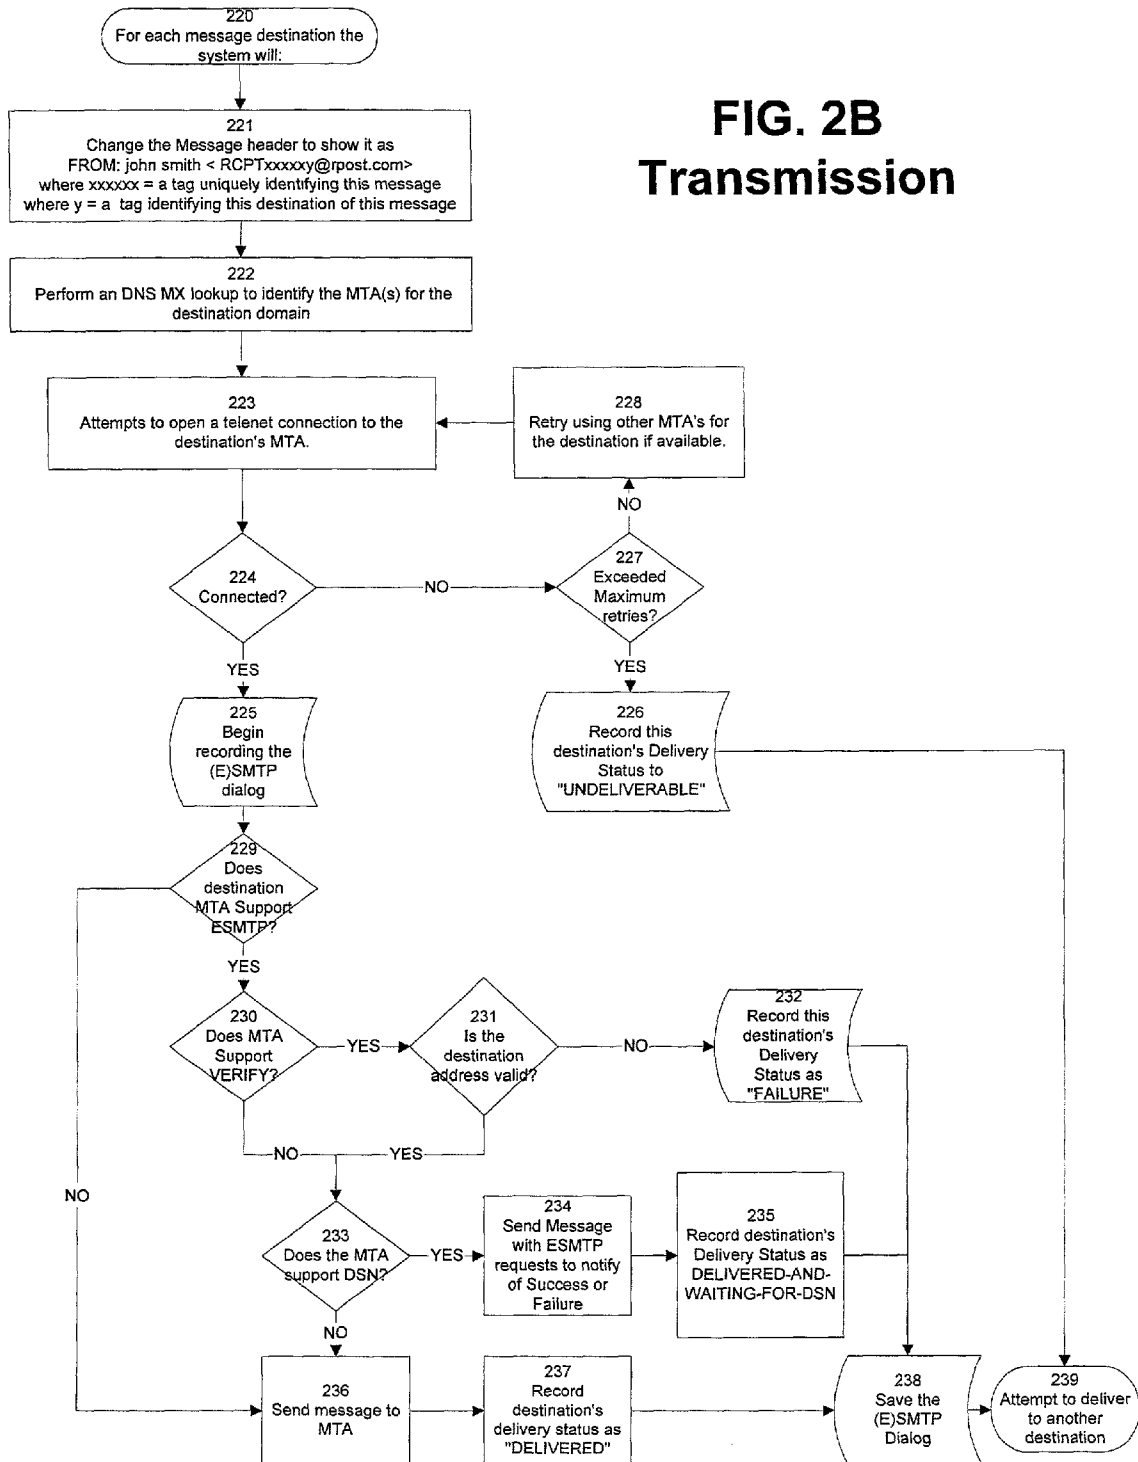 220
For each message destination the
system will:
FIG. 2B
Transmission
221
Change the Message header to show it as
FROM: john smith < RCPTxxxxxy@rpost.com>
where xxxxxx = a tag uniquely identifying this message
where y = a tag identifying this destination of this message
222
Perform an DNS MX lookup to identify the MTA(s) for the
destination domain
223
Attempts to open a telnet connection to the
destination's MTA.
228
Retry using other MTA's for
the destination if available.
NO
224
Connected?
NO
227
Exceeded
Maximum
retries?
YES
YES
225
Begin
recording the
(E)SMTP
dialog
226
Record this
destination's Delivery
Status to
"UNDELIVERABLE"
229
Does
destination
MTA Support
ESMTP?
YES
230
Does MTA
Support
VERIFY?
YES
231
Is the
destination
address valid?
NO
232
Record this
destination's
Delivery
Status as
"FAILURE"
NO
YES
NO
233
Does the MTA
support DSN?
YES
234
Send Message
with ESMTP
requests to notify
of Success or
Failure
235
Record destination's
Delivery Status as
DELIVERED-AND-
WAITING-FOR-DSN
NO
236
Send message to
MTA
237
Record
destination's
delivery status as
"DELIVERED"
238
Save the
(E)SMTP
Dialog
239
Attempt to deliver
to another
destination